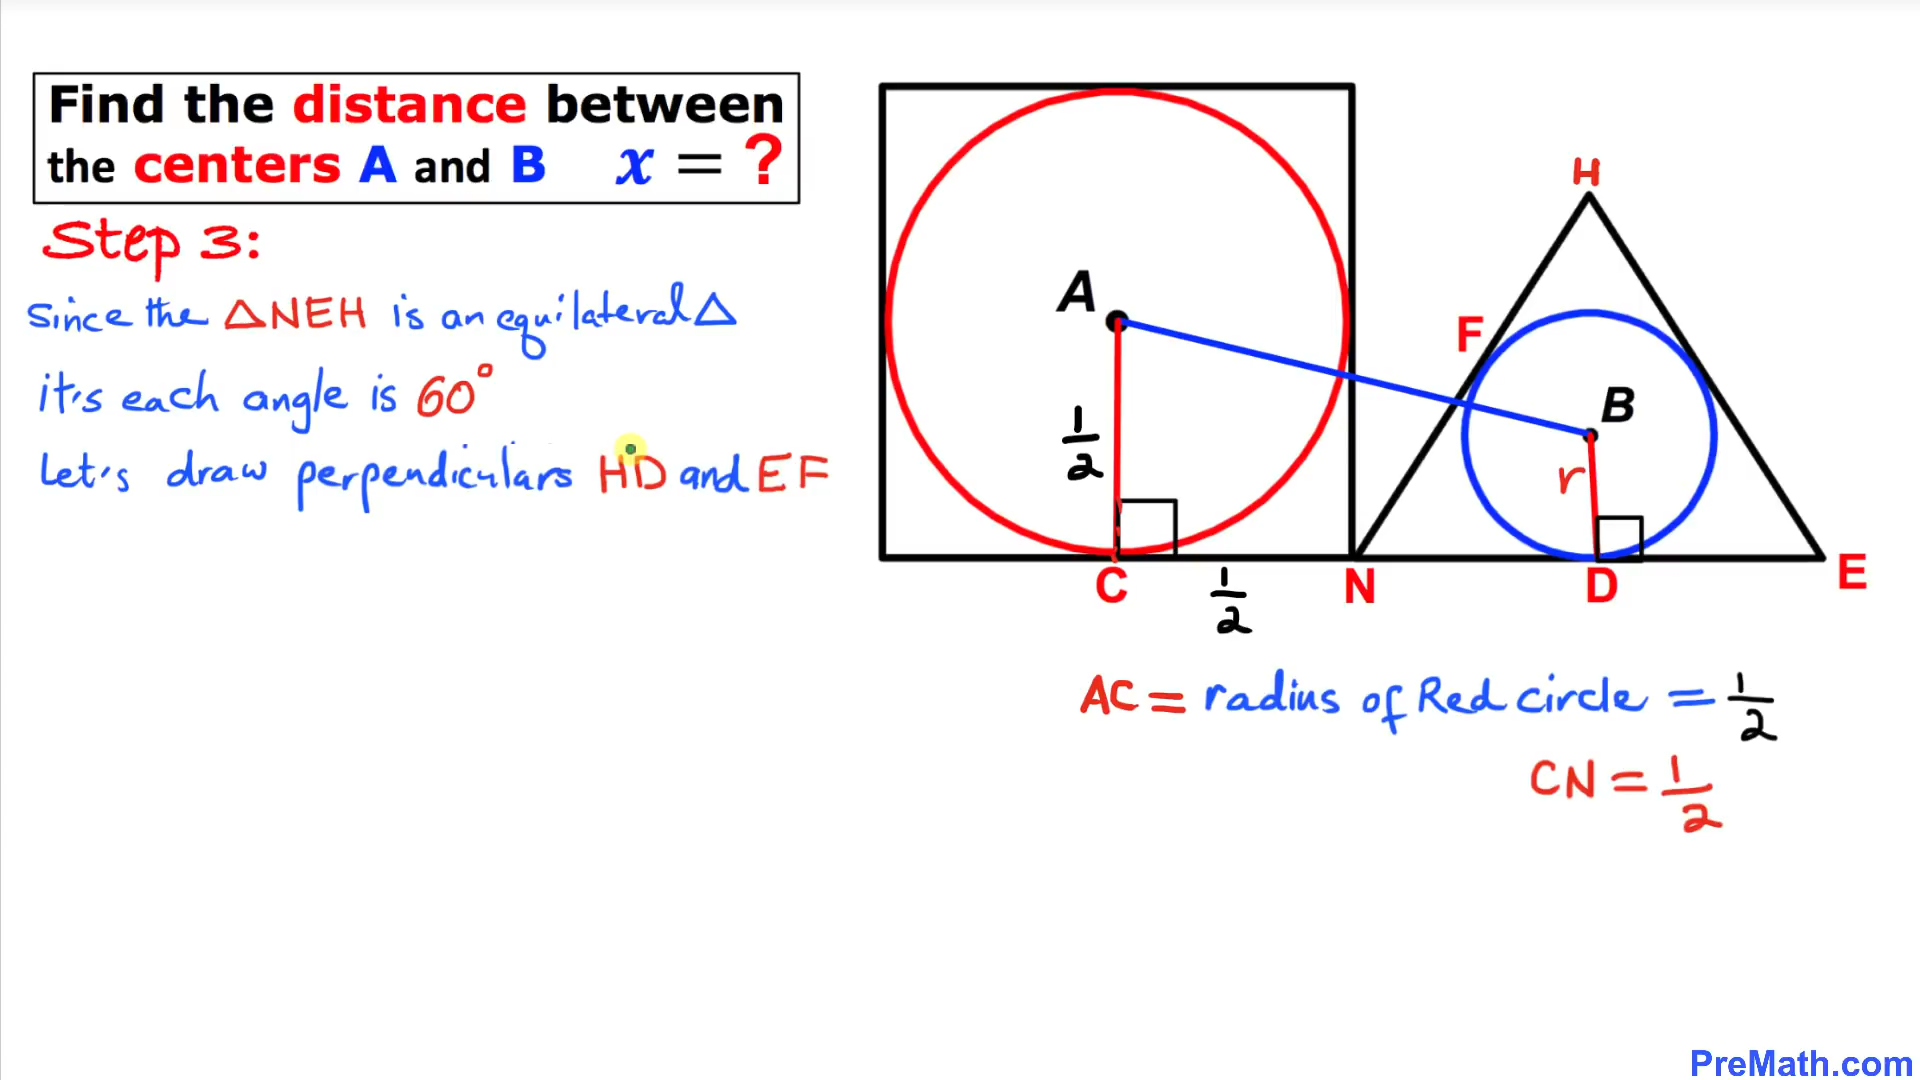 Find the distance between
the centers A and B x = ?
Step 3:
Since the △NEH is an equilateral △
it's each angle is 60°
Let's draw perpendiculars HD and EF
H
A
F
B
1/2
r
C
N
D
E
1/2
AC = radius of Red circle = 1/2
CN = 1/2
PreMath.com